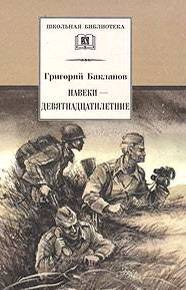 ШКОЛЬНАЯ БИБЛИОТЕКА
Григорий Бакланов
НАВЕКИ —
ДЕВЯТНАДЦАТИЛЕТНИЕ